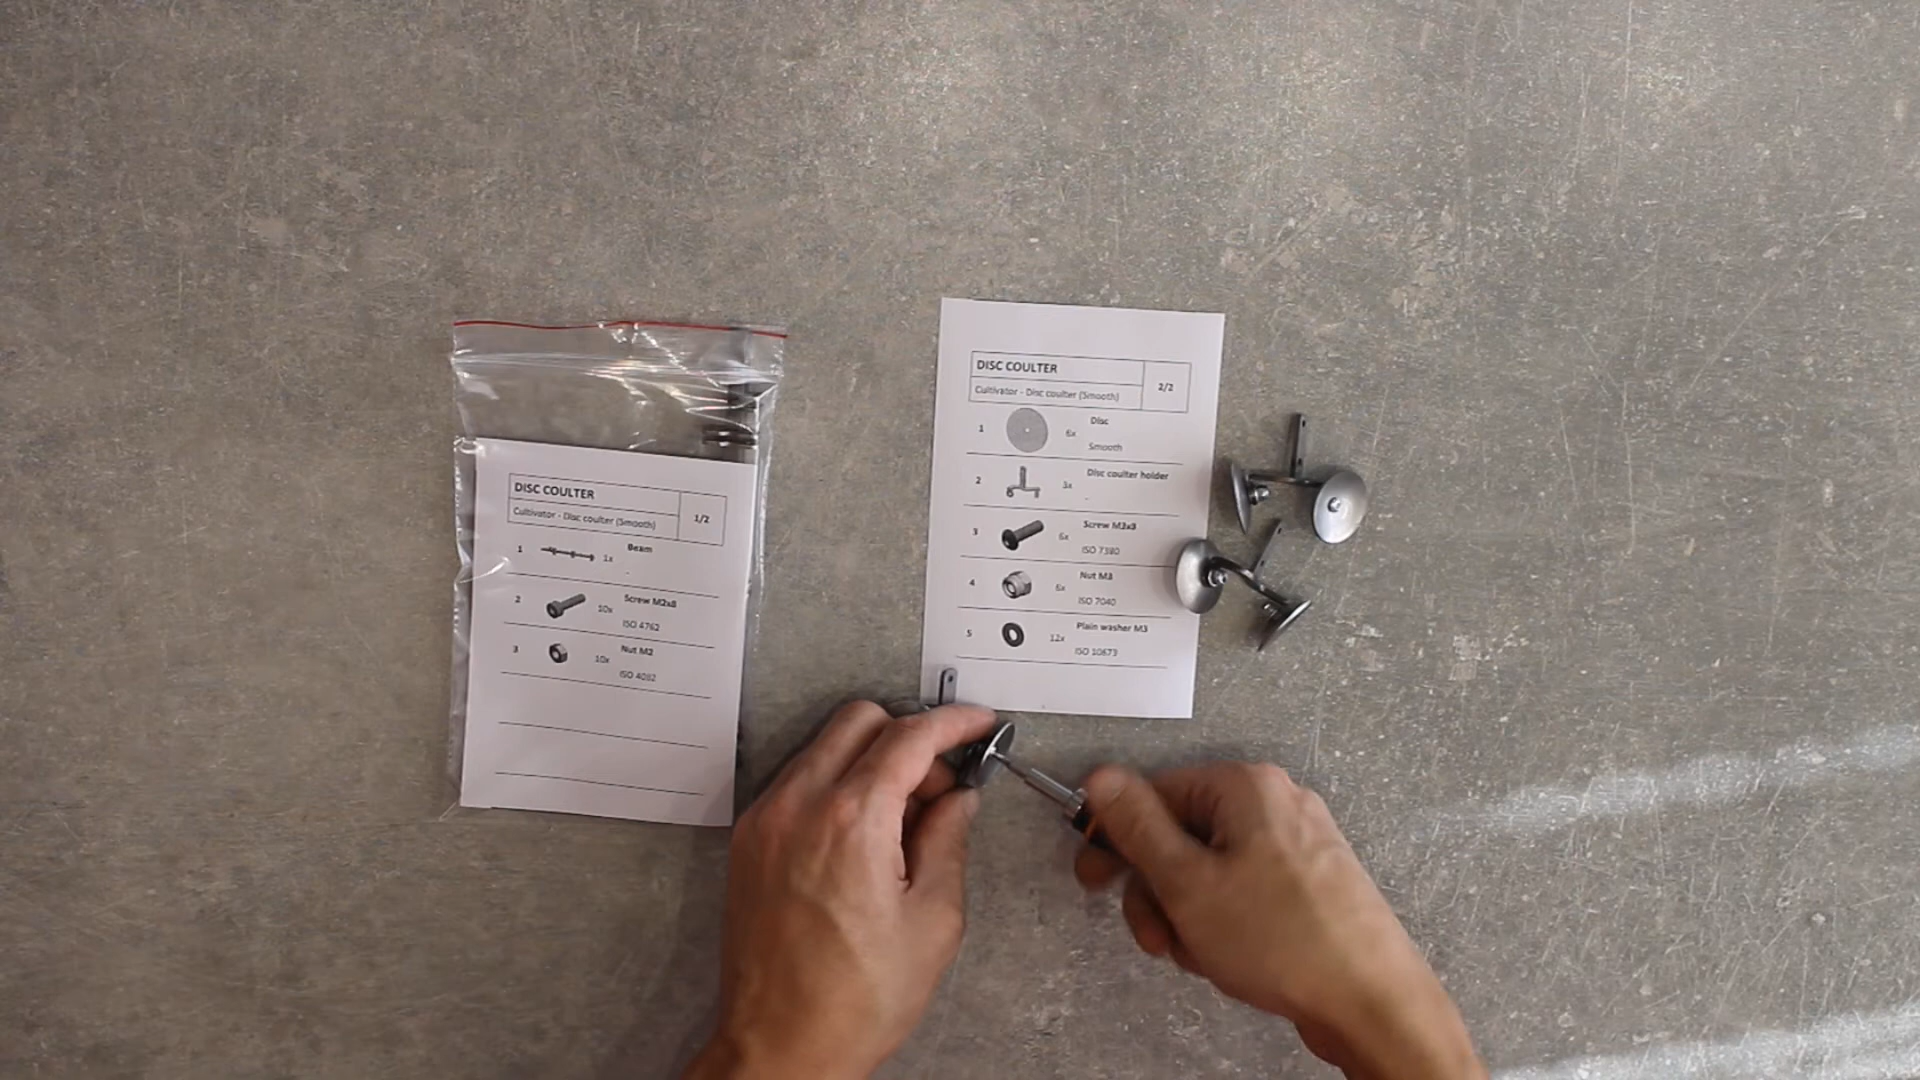 DISC COULTER
1/2
Cultivator - Disc coulter (Smooth)
1 1x Beam
-
2 10x Screw M2x8
ISO 4762
3 10x Nut M2
ISO 4032
DISC COULTER
2/2
Cultivator - Disc coulter (Smooth)
1 6x Disc
Smooth
2 3x Disc coulter holder
-
3 6x Screw M3x8
ISO 7380
4 6x Nut M3
ISO 7040
5 12x Plain washer M3
ISO 10673